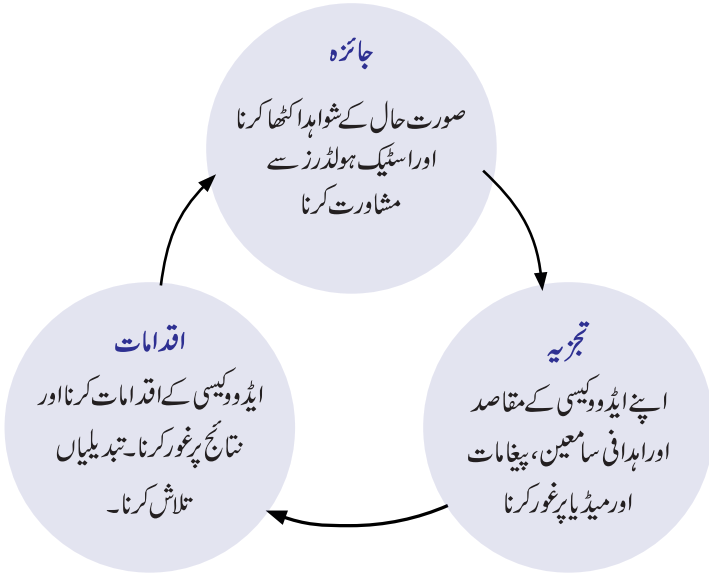 جائزہ
صورت حال کے شواہد اکٹھا کرنا
اور اسٹیک ہولڈرز سے
مشاورت کرنا
تجزیہ
اپنے ایڈووکیسی کے مقاصد
اور اہدافی سامعین، پیغامات
اور میڈیا پر غور کرنا
اقدامات
ایڈووکیسی کے اقدامات کرنا اور
نتائج پر غور کرنا۔ تبدیلیاں
تلاش کرنا۔